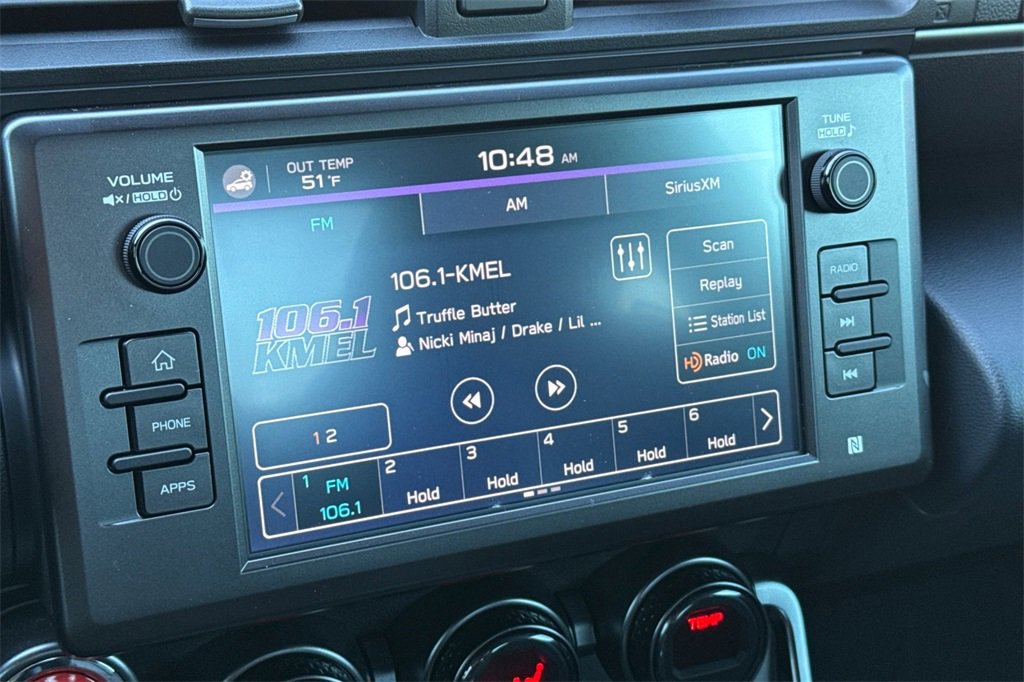 VOLUME
/HOLD
OUT TEMP
51°F
10:48 AM
TUNE
HOLD
FM
AM
SiriusXM
106.1-KMEL
106.1
KMEL
Truffle Butter
Nicki Minaj / Drake / Lil ...
Scan
Replay
Station List
HD Radio ON
RADIO
PHONE
APPS
1 2
1 FM
106.1
2 Hold
3 Hold
4 Hold
5 Hold
6 Hold
N
TEMP